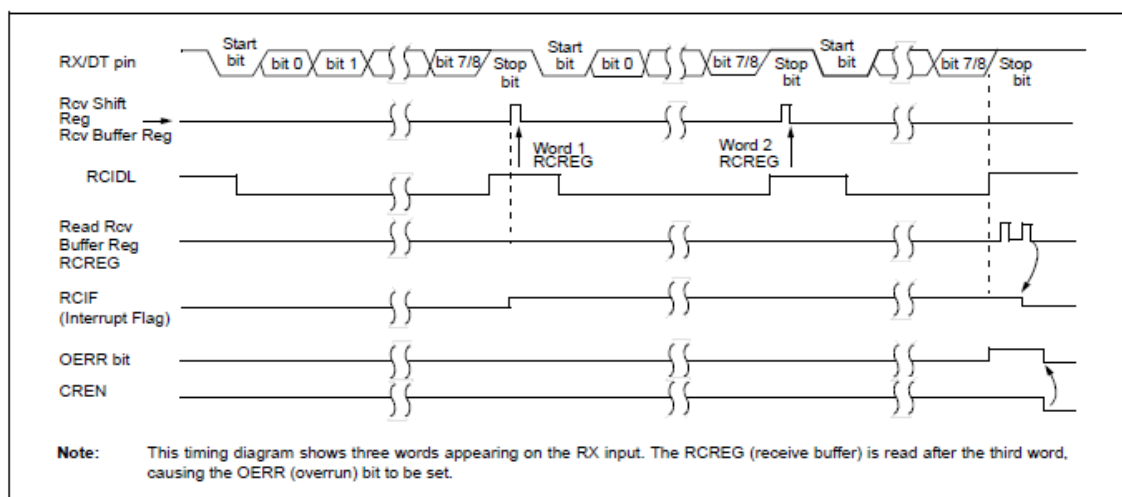 RX/DT pin
Start bit
bit 0
bit 1
bit 7/8
Stop bit
Start bit
bit 0
bit 7/8
Stop bit
Start bit
bit 7/8
Stop bit
Rcv Shift
Reg
Rcv Buffer Reg
Word 1
RCREG
Word 2
RCREG
RCIDL
Read Rcv
Buffer Reg
RCREG
RCIF
(Interrupt Flag)
OERR bit
CREN
Note: This timing diagram shows three words appearing on the RX input. The RCREG (receive buffer) is read after the third word,
causing the OERR (overrun) bit to be set.